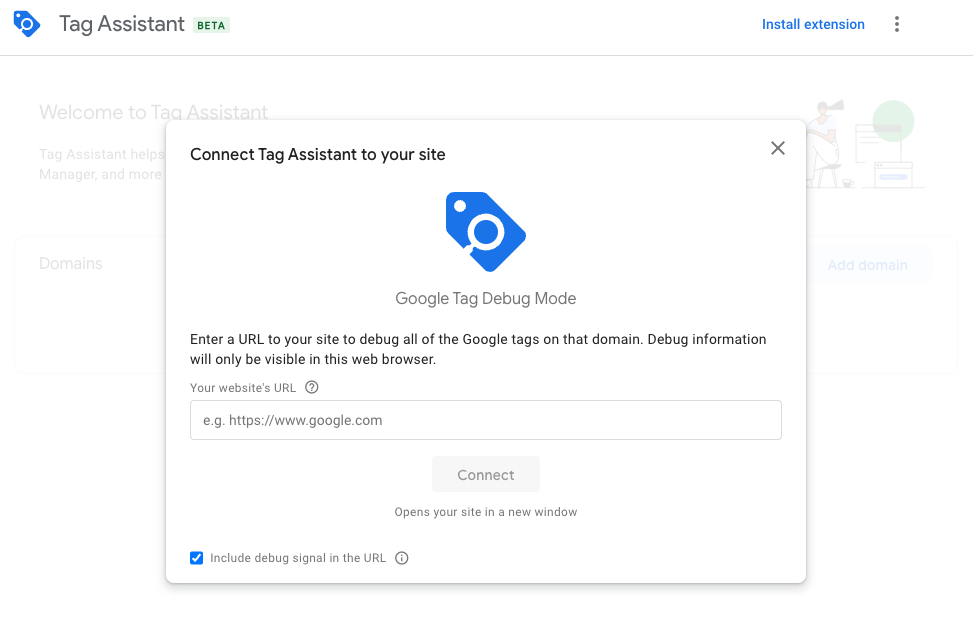 Tag Assistant BETA
Install extension
Welcome to Tag Assistant
Tag Assistant helps
Manager, and more
Domains
Add domain
Connect Tag Assistant to your site
Google Tag Debug Mode
Enter a URL to your site to debug all of the Google tags on that domain. Debug information
will only be visible in this web browser.
Your website's URL
e.g. https://www.google.com
Connect
Opens your site in a new window
Include debug signal in the URL